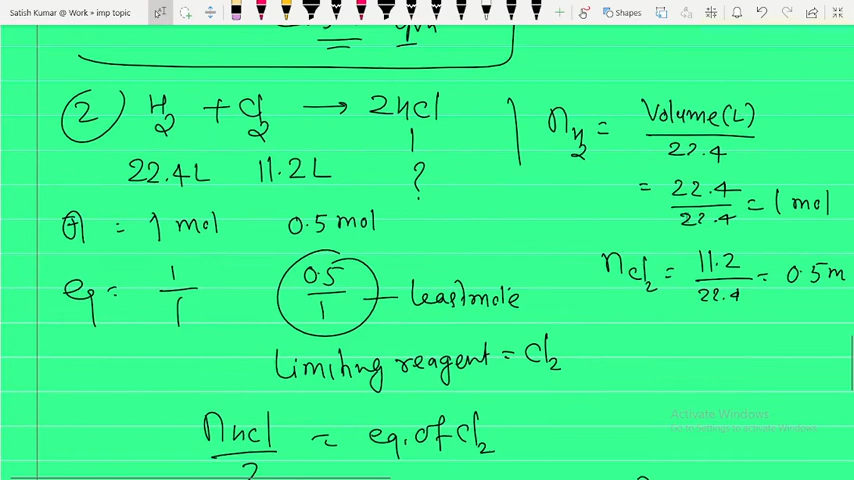 Satish Kumar @ Work » imp topic
Shapes
2 H2 + Cl2 → 2HCl
22.4L 11.2L ?
n = 1 mol 0.5 mol
eq = 1/1 0.5/1 — least mole
Limiting reagent = Cl2
nHCl/2 = eq. of Cl2
nH2 = Volume(L)/22.4
= 22.4/22.4 = 1 mol
nCl2 = 11.2/22.4 = 0.5m
Activate Windows
Go to Settings to activate Windows.